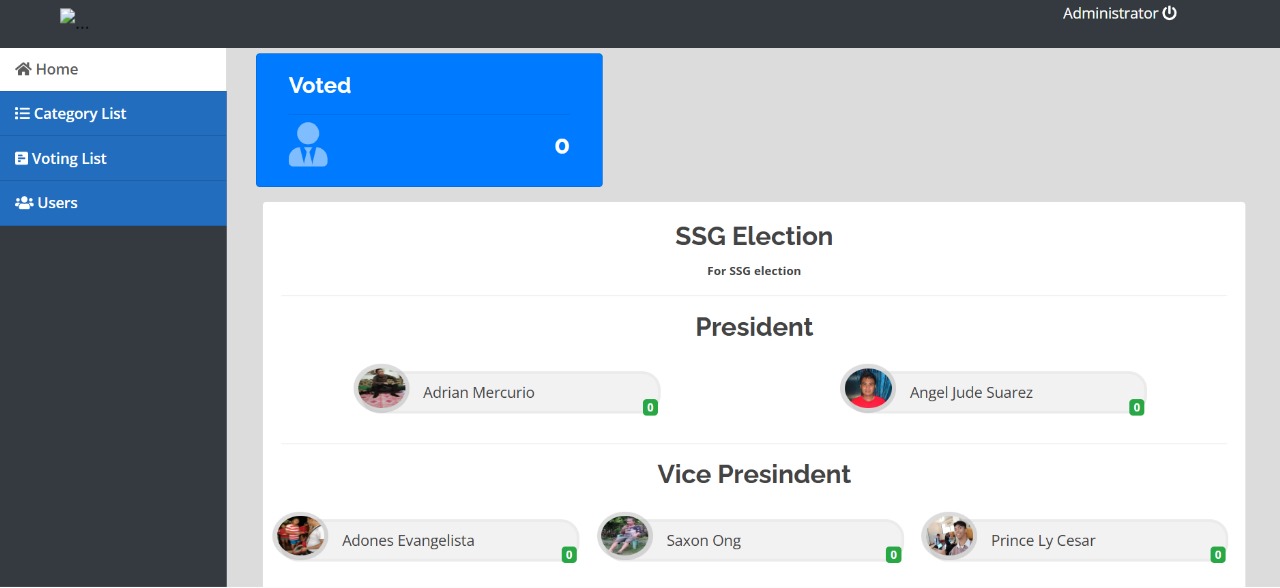 ...
Administrator
Home
Category List
Voting List
Users
Voted
0
SSG Election
For SSG election
President
Adrian Mercurio
0
Angel Jude Suarez
0
Vice Presindent
Adones Evangelista
0
Saxon Ong
0
Prince Ly Cesar
0